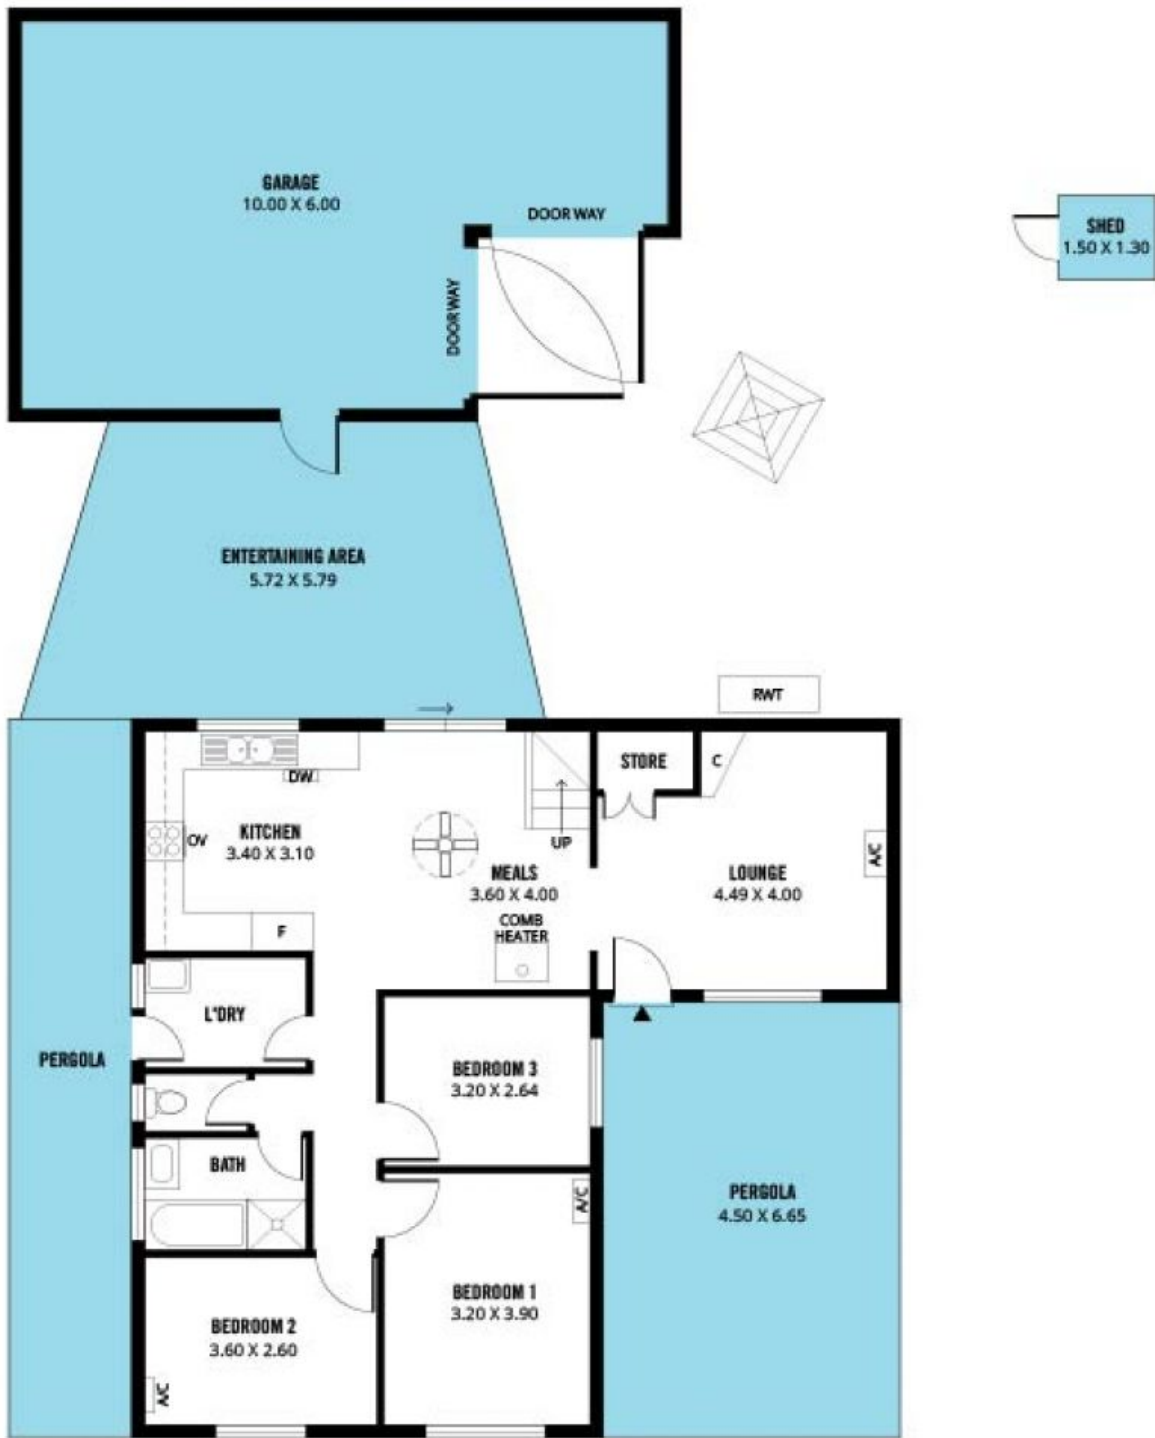 GARAGE
10.00 X 6.00
DOOR WAY
DOORWAY
SHED
1.50 X 1.30
ENTERTAINING AREA
5.72 X 5.79
RWT
STORE
C
DW
OV
KITCHEN
3.40 X 3.10
UP
MEALS
3.60 X 4.00
LOUNGE
4.49 X 4.00
A/C
F
COMB
HEATER
L'DRY
PERGOLA
BEDROOM 3
3.20 X 2.64
BATH
A/C
PERGOLA
4.50 X 6.65
BEDROOM 1
3.20 X 3.90
BEDROOM 2
3.60 X 2.60
A/C